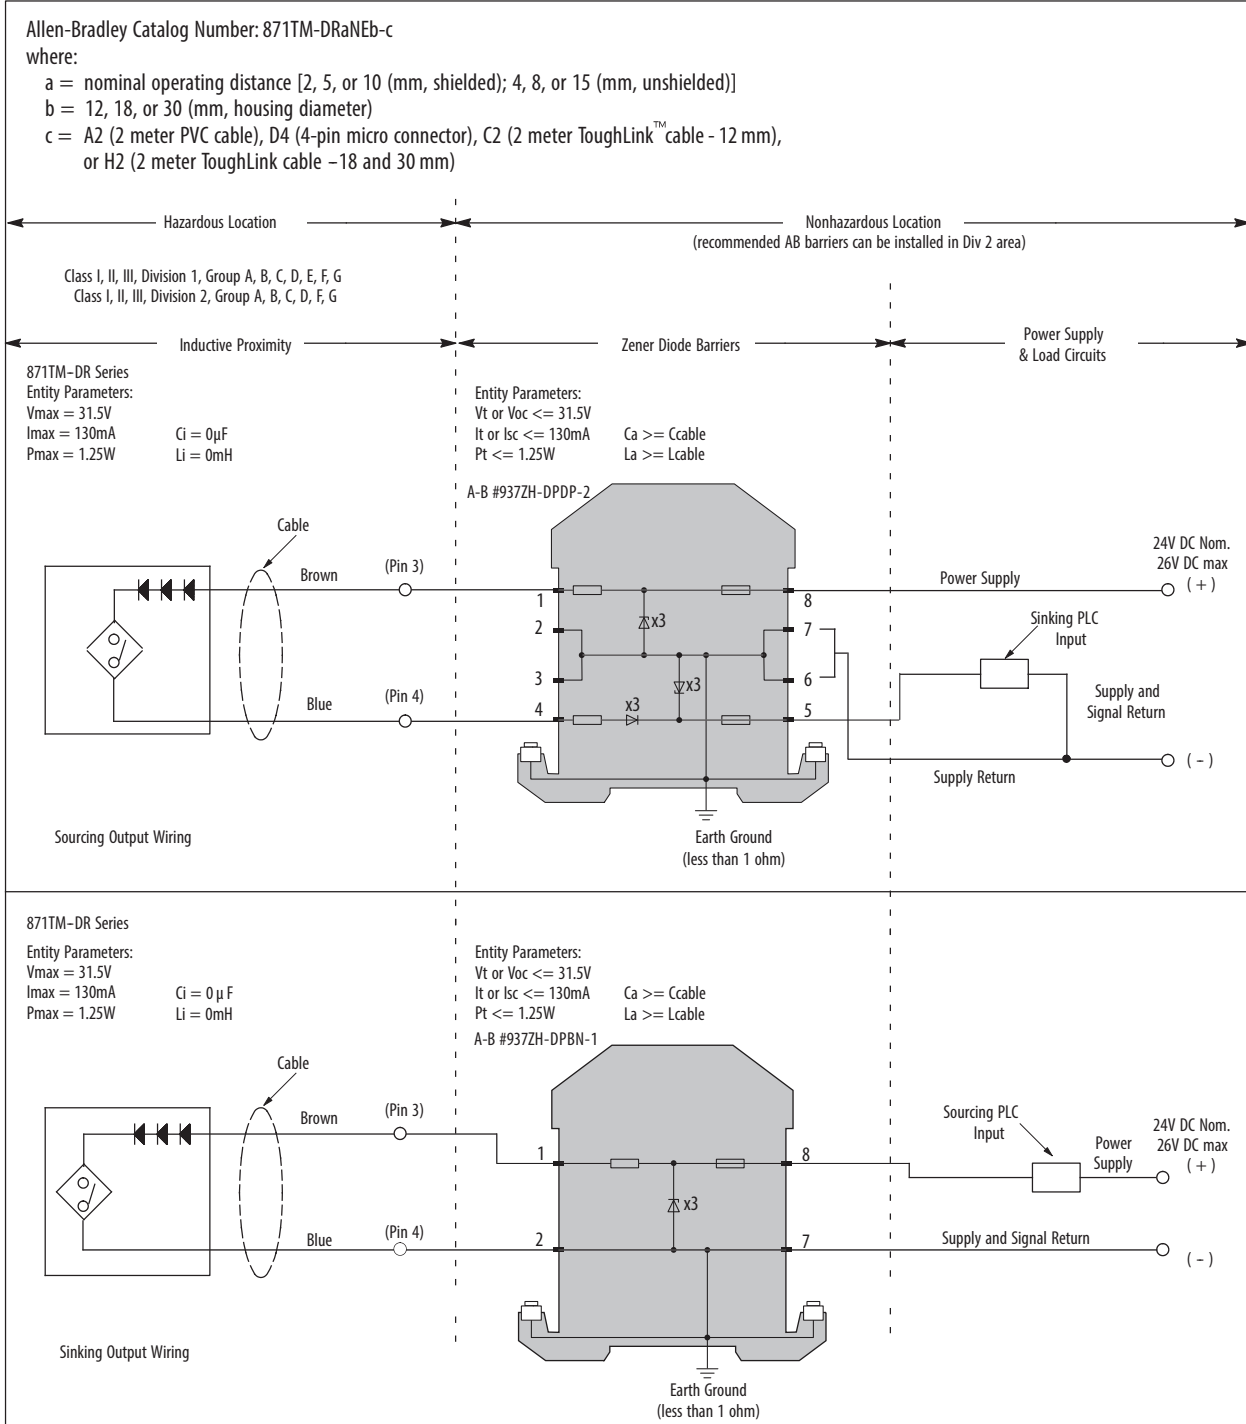 Allen-Bradley Catalog Number: 871TM-DRaNEb-c
where:
a = nominal operating distance [2, 5, or 10 (mm, shielded); 4, 8, or 15 (mm, unshielded)]
b = 12, 18, or 30 (mm, housing diameter)
c = A2 (2 meter PVC cable), D4 (4-pin micro connector), C2 (2 meter ToughLink™cable - 12 mm),
or H2 (2 meter ToughLink cable –18 and 30 mm)
Hazardous Location
Nonhazardous Location
(recommended AB barriers can be installed in Div 2 area)
Class I, II, III, Division 1, Group A, B, C, D, E, F, G
Class I, II, III, Division 2, Group A, B, C, D, F, G
Inductive Proximity
Zener Diode Barriers
Power Supply
& Load Circuits
871TM–DR Series
Entity Parameters:
Vmax = 31.5V
Imax = 130mA
Ci = 0µF
Pmax = 1.25W
Li = 0mH
Entity Parameters:
Vt or Voc <= 31.5V
It or Isc <= 130mA
Ca >= Ccable
Pt <= 1.25W
La >= Lcable
A-B #937ZH-DPDP-2
Cable
Brown
(Pin 3)
Blue
(Pin 4)
1
2
3
4
x3
x3
x3
8
7
6
5
Power Supply
24V DC Nom.
26V DC max
( + )
Sinking PLC
Input
Supply and
Signal Return
( - )
Supply Return
Earth Ground
(less than 1 ohm)
Sourcing Output Wiring
871TM–DR Series
Entity Parameters:
Vmax = 31.5V
Imax = 130mA
Ci = 0 µ F
Pmax = 1.25W
Li = 0mH
Entity Parameters:
Vt or Voc <= 31.5V
It or Isc <= 130mA
Ca >= Ccable
Pt <= 1.25W
La >= Lcable
A-B #937ZH-DPBN-1
Cable
Brown
(Pin 3)
Blue
(Pin 4)
1
2
x3
8
7
Sourcing PLC
Input
Power
Supply
24V DC Nom.
26V DC max
( + )
Supply and Signal Return
( - )
Sinking Output Wiring
Earth Ground
(less than 1 ohm)